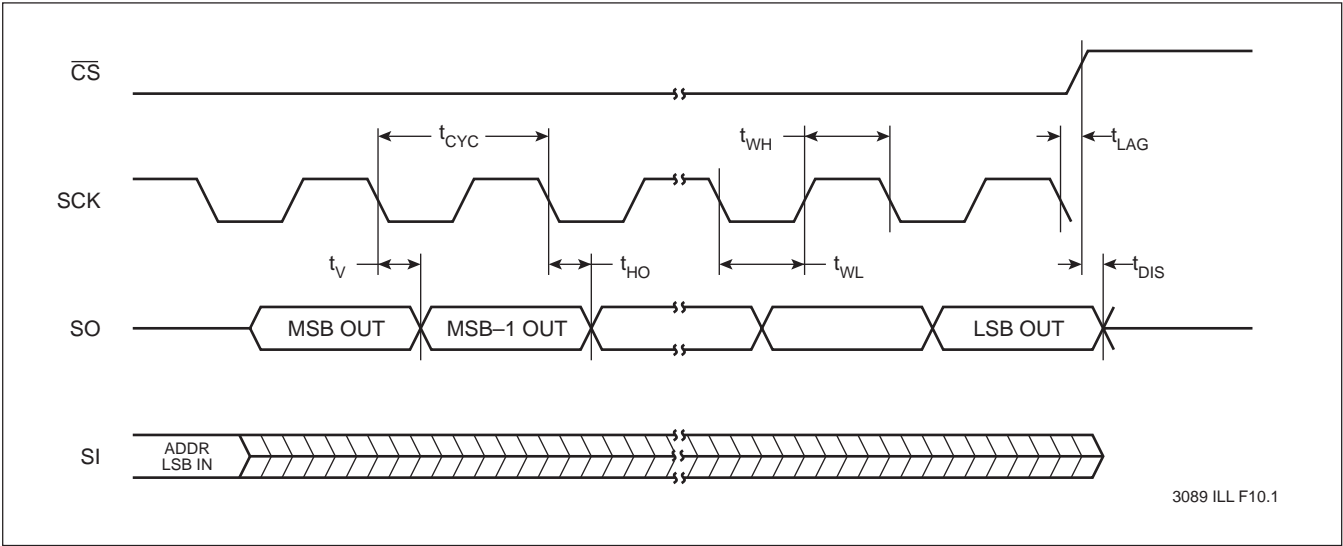 CS
tCYC
tWH
tLAG
SCK
tV
tHO
tWL
tDIS
SO
MSB OUT
MSB–1 OUT
LSB OUT
SI
ADDR
LSB IN
3089 ILL F10.1